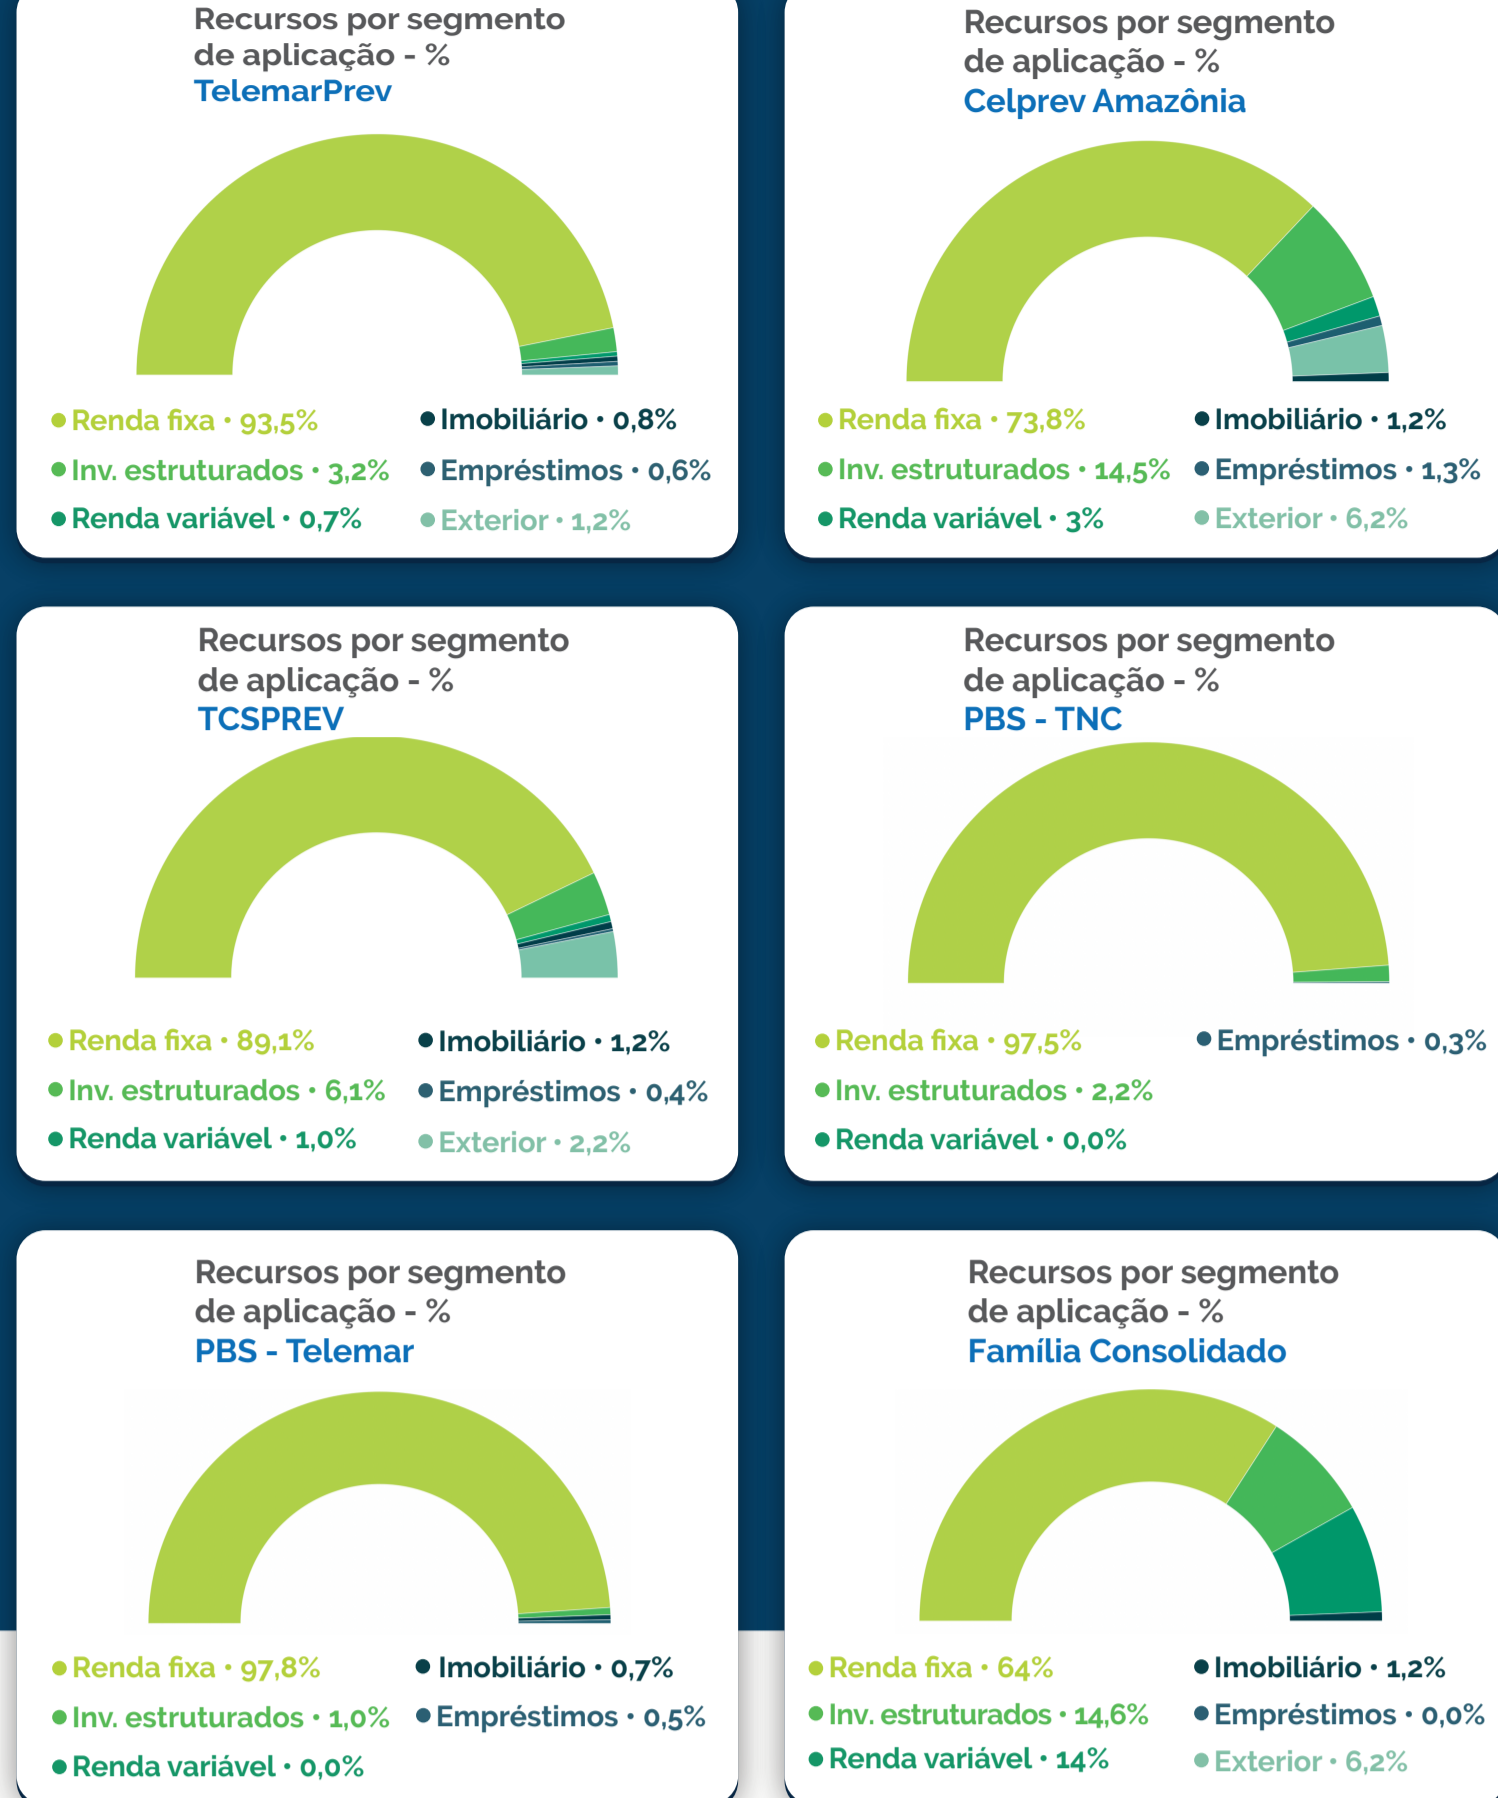 Recursos por segmento
de aplicação - %
TelemarPrev
Renda fixa • 93,5%
Inv. estruturados • 3,2%
Renda variável • 0,7%
Imobiliário • 0,8%
Empréstimos • 0,6%
Exterior • 1,2%
Recursos por segmento
de aplicação - %
Celprev Amazônia
Renda fixa • 73,8%
Inv. estruturados • 14,5%
Renda variável • 3%
Imobiliário • 1,2%
Empréstimos • 1,3%
Exterior • 6,2%
Recursos por segmento
de aplicação - %
TCSPREV
Renda fixa • 89,1%
Inv. estruturados • 6,1%
Renda variável • 1,0%
Imobiliário • 1,2%
Empréstimos • 0,4%
Exterior • 2,2%
Recursos por segmento
de aplicação - %
PBS - TNC
Renda fixa • 97,5%
Inv. estruturados • 2,2%
Renda variável • 0,0%
Empréstimos • 0,3%
Recursos por segmento
de aplicação - %
PBS - Telemar
Renda fixa • 97,8%
Inv. estruturados • 1,0%
Renda variável • 0,0%
Imobiliário • 0,7%
Empréstimos • 0,5%
Recursos por segmento
de aplicação - %
Família Consolidado
Renda fixa • 64%
Inv. estruturados • 14,6%
Renda variável • 14%
Imobiliário • 1,2%
Empréstimos • 0,0%
Exterior • 6,2%